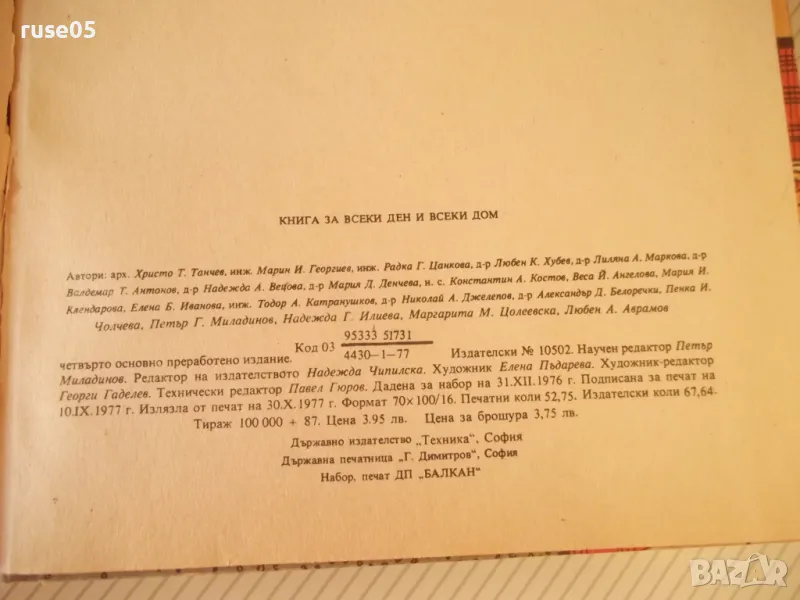 ruse05
КНИГА ЗА ВСЕКИ ДЕН И ВСЕКИ ДОМ
Автори: арх. Христо Т. Танчев, инж. Марин И. Георгиев, инж. Радка Г. Цанкова, д-р Любен К. Хубев, д-р Лиляна А. Маркова, д-р
Валдемар Т. Антонов, д-р Надежда А. Вецова, д-р Мария Д. Денчева, н. с. Константин А. Костов, Веса Й. Ангелова, Мария И.
Клендарова, Елена Б. Иванова, инж. Тодор А. Катранушков, д-р Николай А. Джелепов, д-р Александър Д. Белоречки, Пенка И.
Чолчева, Петър Г. Миладинов, Надежда Г. Илиева, Маргарита М. Цолеевска, Любен А. Аврамов
Код 03 95333 51731
4430—1—77
четвърто основно преработено издание. Издателски № 10502. Научен редактор Петър
Миладинов. Редактор на издателството Надежда Чипилска. Художник Елена Пъдарева. Художник-редактор
Георги Гаделев. Технически редактор Павел Гюров. Дадена за набор на 31.XII.1976 г. Подписана за печат на
10.IX.1977 г. Излязла от печат на 30.X.1977 г. Формат 70×100/16. Печатни коли 52,75. Издателски коли 67,64.
Тираж 100 000 + 87. Цена 3.95 лв. Цена за брошура 3,75 лв.
Държавно издателство „Техника“, София
Държавна печатница „Г. Димитров“, София
Набор, печат ДП „БАЛКАН“
BAZAR